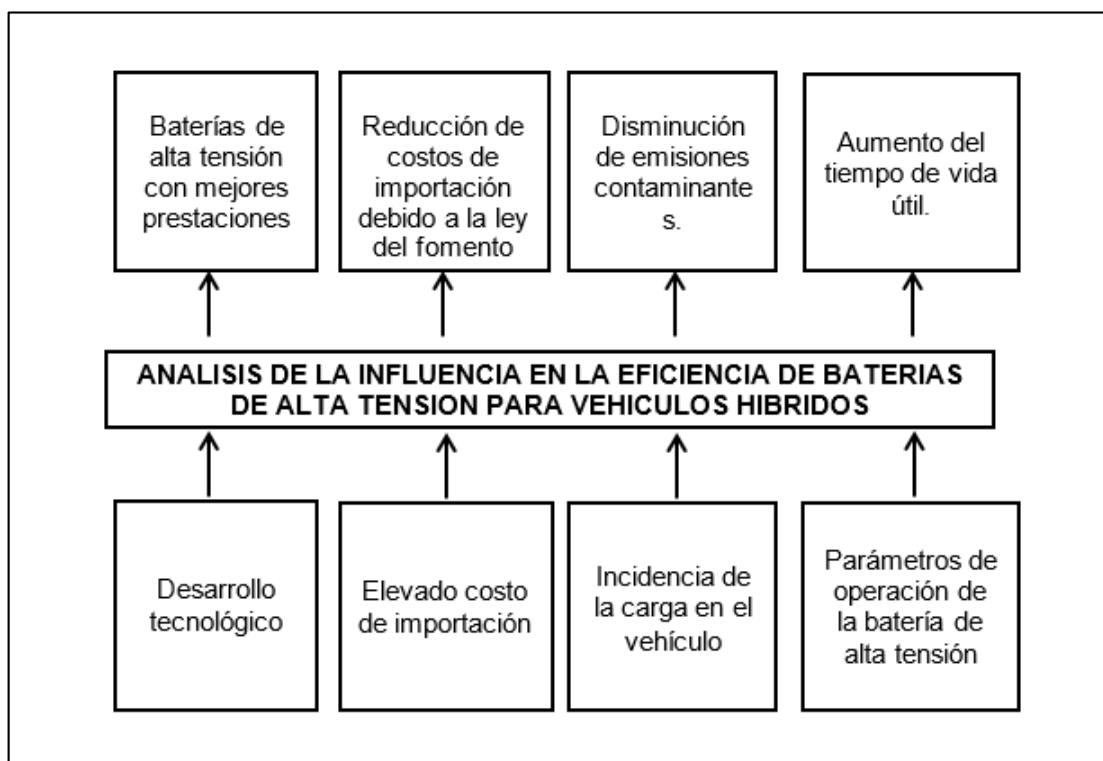 Baterías de
alta tensión
con mejores
prestaciones
Reducción de
costos de
importación
debido a la ley
del fomento
Disminución
de emisiones
contaminante
s.
Aumento del
tiempo de vida
útil.
ANALISIS DE LA INFLUENCIA EN LA EFICIENCIA DE BATERIAS
DE ALTA TENSION PARA VEHICULOS HIBRIDOS
Desarrollo
tecnológico
Elevado costo
de importación
Incidencia de
la carga en el
vehículo
Parámetros de
operación de
la batería de
alta tensión